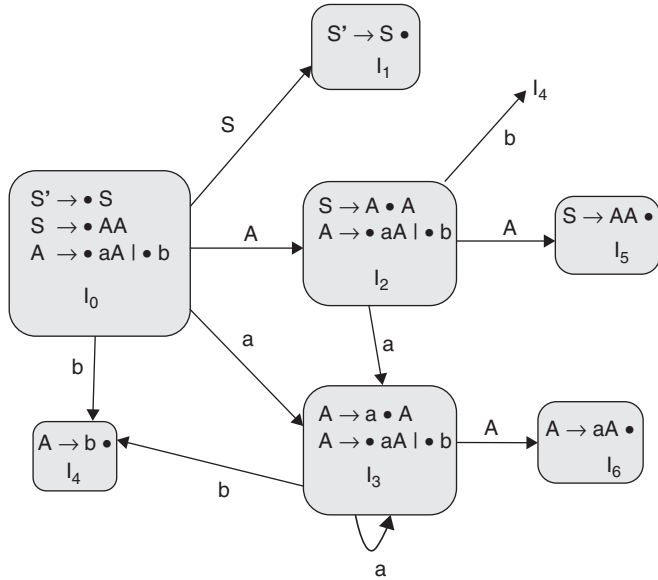 S' → S •
I1
S
I4
b
S' → • S
S → • AA
A → • aA | • b
I0
A
S → A • A
A → • aA | • b
I2
A
S → AA •
I5
b
a
a
A → b •
I4
b
A → a • A
A → • aA | • b
I3
A
A → aA •
I6
a